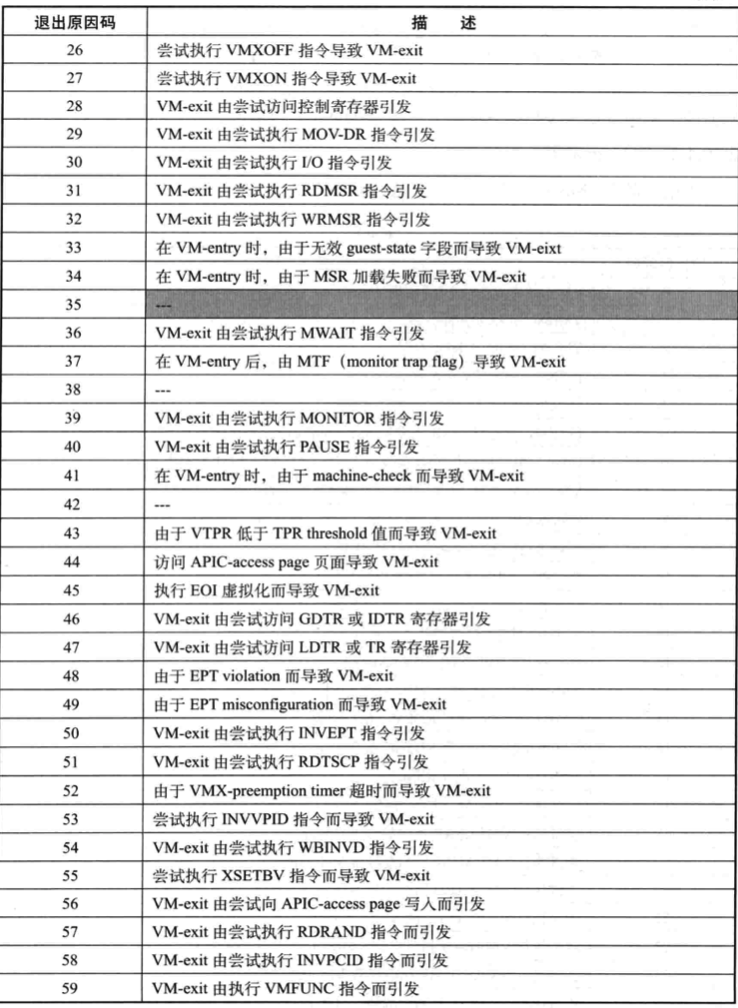 退出原因码 描 述
26 尝试执行 VMXOFF 指令导致 VM-exit
27 尝试执行 VMXON 指令导致 VM-exit
28 VM-exit 由尝试访问控制寄存器引发
29 VM-exit 由尝试执行 MOV-DR 指令引发
30 VM-exit 由尝试执行 I/O 指令引发
31 VM-exit 由尝试执行 RDMSR 指令引发
32 VM-exit 由尝试执行 WRMSR 指令引发
33 在 VM-entry 时，由于无效 guest-state 字段而导致 VM-eixt
34 在 VM-entry 时，由于 MSR 加载失败而导致 VM-exit
35 ---
36 VM-exit 由尝试执行 MWAIT 指令引发
37 在 VM-entry 后，由 MTF（monitor trap flag）导致 VM-exit
38 ---
39 VM-exit 由尝试执行 MONITOR 指令引发
40 VM-exit 由尝试执行 PAUSE 指令引发
41 在 VM-entry 时，由于 machine-check 而导致 VM-exit
42 ---
43 由于 VTPR 低于 TPR threshold 值而导致 VM-exit
44 访问 APIC-access page 页面导致 VM-exit
45 执行 EOI 虚拟化而导致 VM-exit
46 VM-exit 由尝试访问 GDTR 或 IDTR 寄存器引发
47 VM-exit 由尝试访问 LDTR 或 TR 寄存器引发
48 由于 EPT violation 而导致 VM-exit
49 由于 EPT misconfiguration 而导致 VM-exit
50 VM-exit 由尝试执行 INVEPT 指令引发
51 VM-exit 由尝试执行 RDTSCP 指令引发
52 由于 VMX-preemption timer 超时而导致 VM-exit
53 尝试执行 INVVPID 指令而导致 VM-exit
54 VM-exit 由尝试执行 WBINVD 指令引发
55 尝试执行 XSETBV 指令而导致 VM-exit
56 VM-exit 由尝试向 APIC-access page 写入而引发
57 VM-exit 由尝试执行 RDRAND 指令而引发
58 VM-exit 由尝试执行 INVPCID 指令而引发
59 VM-exit 由执行 VMFUNC 指令而引发